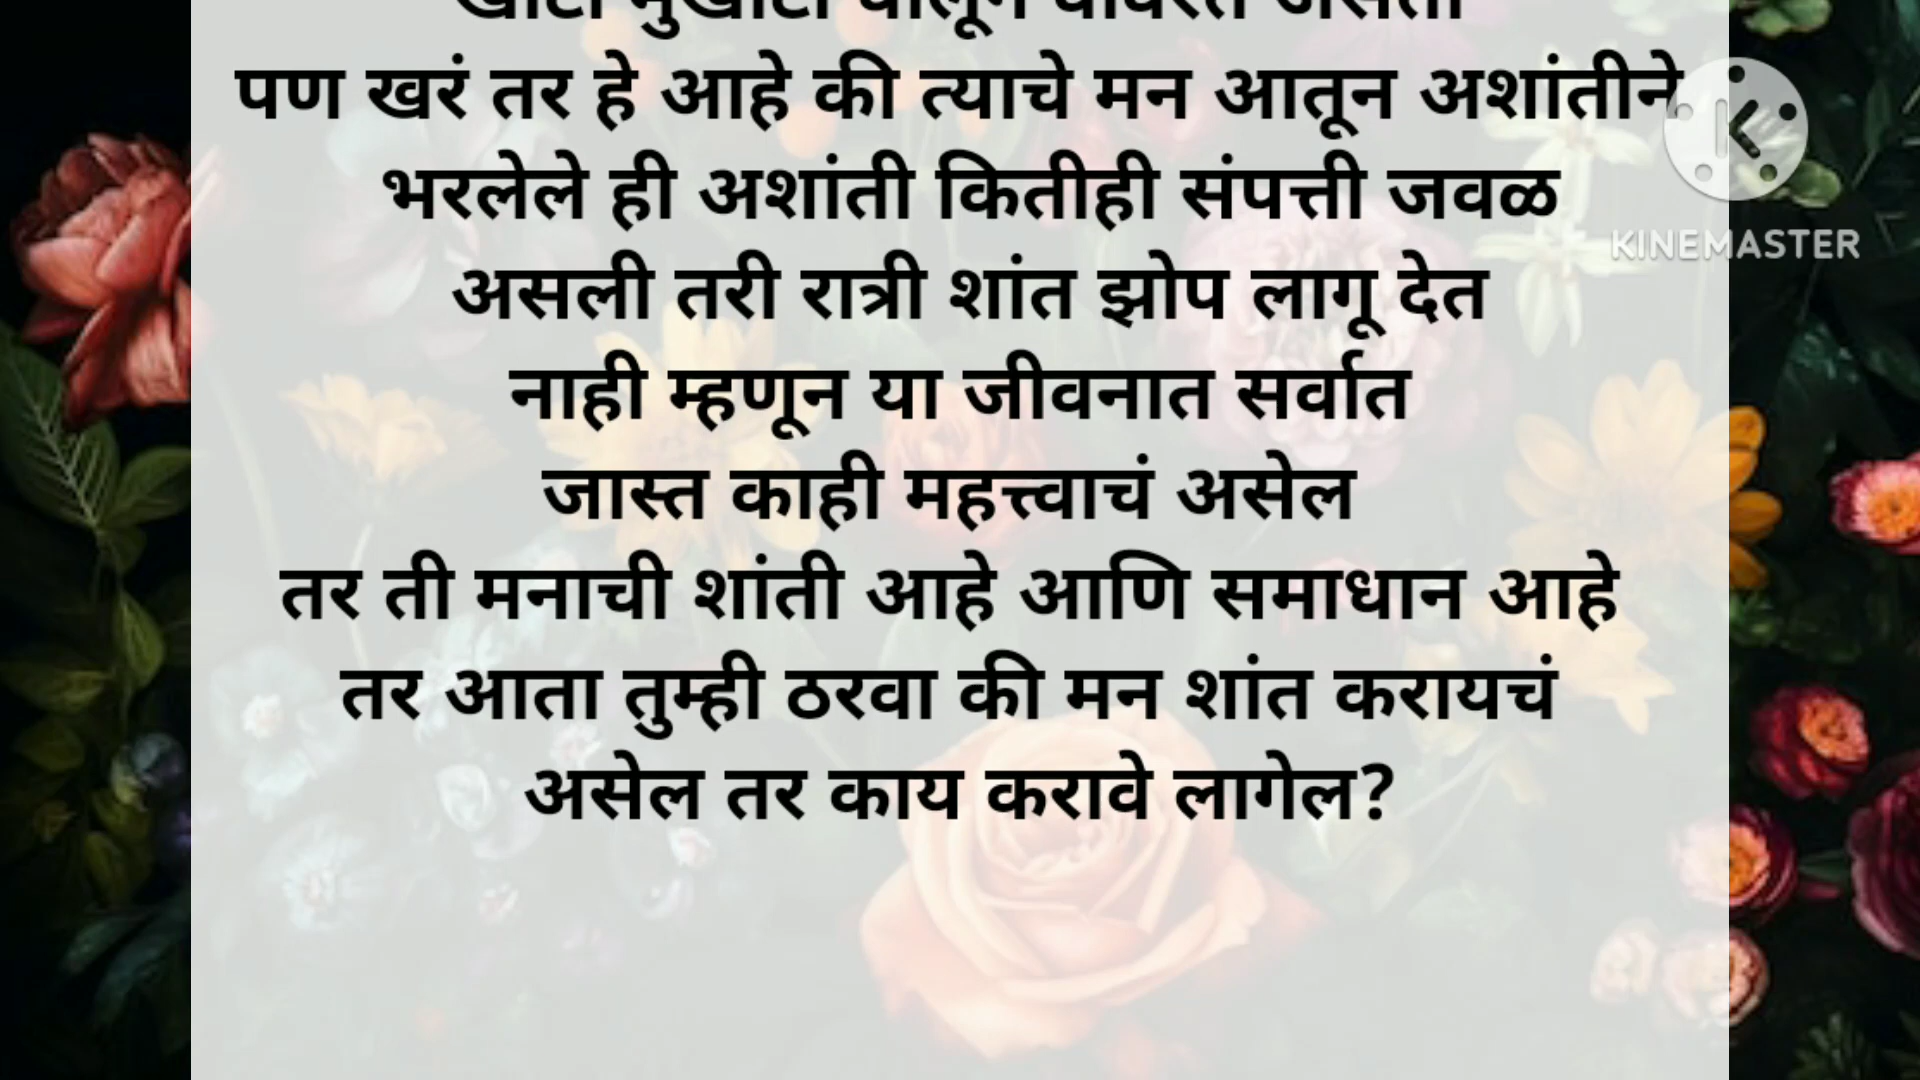 पण खरं तर हे आहे की त्याचे मन आतून अशांतीने
भरलेले ही अशांती कितीही संपत्ती जवळ
असली तरी रात्री शांत झोप लागू देत
नाही म्हणून या जीवनात सर्वात
जास्त काही महत्त्वाचं असेल
तर ती मनाची शांती आहे आणि समाधान आहे
तर आता तुम्ही ठरवा की मन शांत करायचं
असेल तर काय करावे लागेल?
K
KINEMASTER